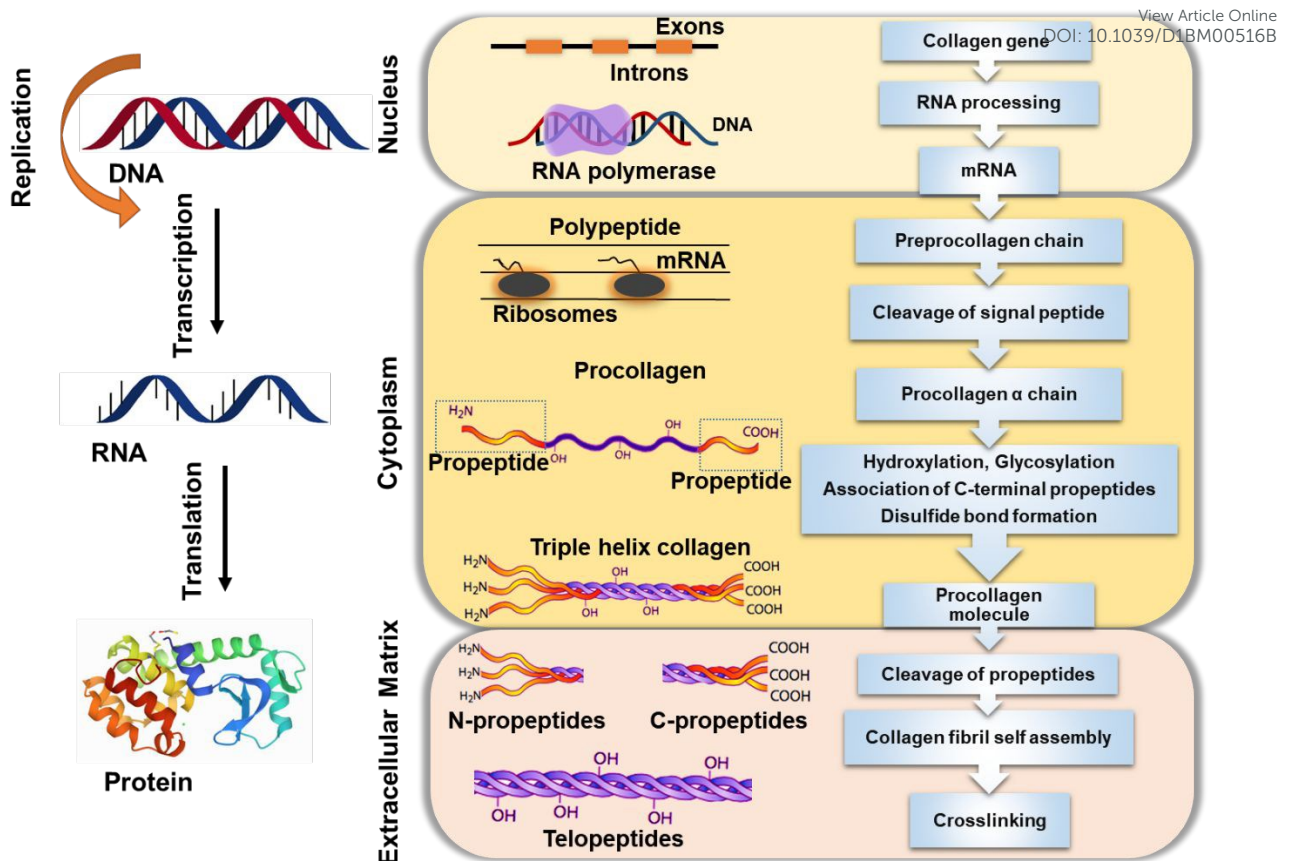 View Article Online
DOI: 10.1039/D1BM00516B
Replication
DNA
Transcription
RNA
Translation
Protein
Nucleus
Exons
Introns
DNA
RNA polymerase
Collagen gene
RNA processing
mRNA
Cytoplasm
Polypeptide
mRNA
Ribosomes
Procollagen
H₂N
OH
OH
OH
COOH
Propeptide
Propeptide
Triple helix collagen
H₂N
H₂N
H₂N
OH
OH
OH
COOH
COOH
COOH
Preprocollagen chain
Cleavage of signal peptide
Procollagen α chain
Hydroxylation, Glycosylation
Association of C-terminal propeptides
Disulfide bond formation
Procollagen
molecule
Extracellular Matrix
H₂N
H₂N
H₂N
N-propeptides
COOH
COOH
COOH
C-propeptides
OH
OH
OH
OH
OH
Telopeptides
Cleavage of propeptides
Collagen fibril self assembly
Crosslinking